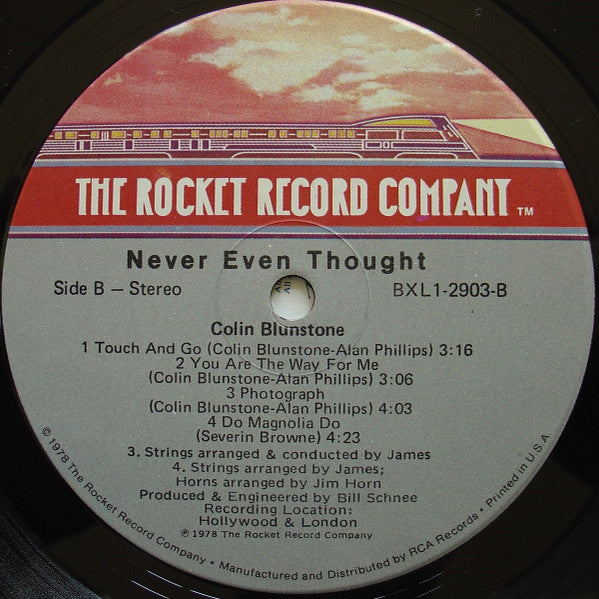 THE ROCKET RECORD COMPANY TM
Never Even Thought
Side B – Stereo
BXL1-2903-B
Colin Blunstone
1 Touch And Go (Colin Blunstone-Alan Phillips) 3:16
2 You Are The Way For Me
(Colin Blunstone-Alan Phillips) 3:06
3 Photograph
(Colin Blunstone-Alan Phillips) 4:03
4 Do Magnolia Do
(Severin Browne) 4:23
3. Strings arranged & conducted by James
4. Strings arranged by James;
Horns arranged by Jim Horn
Produced & Engineered by Bill Schnee
Recording Location:
Hollywood & London
℗ 1978 The Rocket Record Company
© 1978 The Rocket Record Company • Manufactured and Distributed by RCA Records • Printed in U.S.A